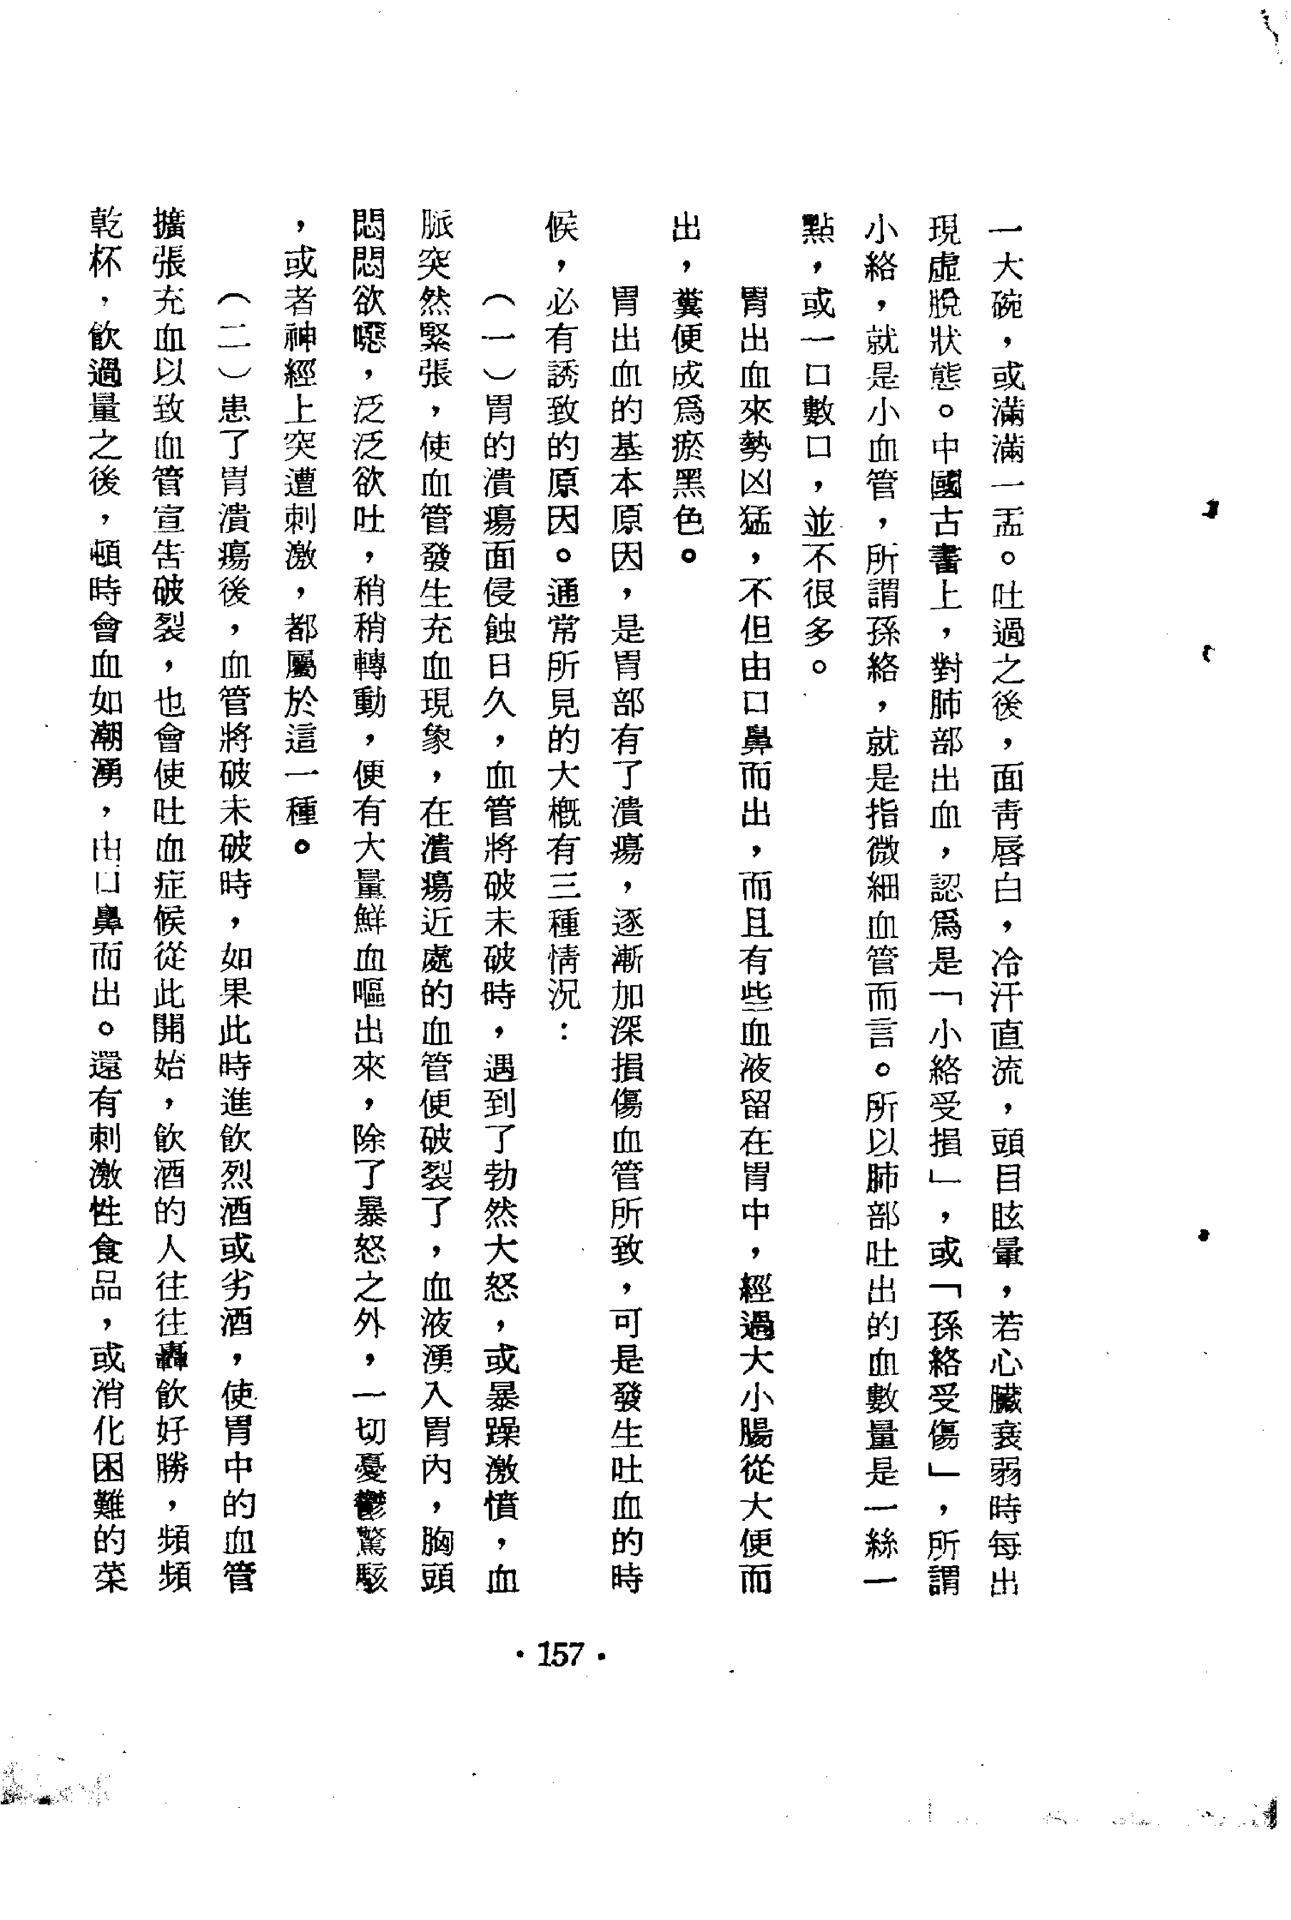 一大碗，或滿滿一盂。吐過之後，面靑唇白，冷汗直流，頭目眩暈，若心臟衰弱時每出
現虛脫狀態。中國古書上，對肺部出血，認爲是「小絡受損」，或「孫絡受傷」，所謂
小絡，就是小血管，所謂孫絡，就是指微細血管而言。所以肺部吐出的血數量是一絲一
點，或一口數口，並不很多。
胃出血來勢凶猛，不但由口鼻而出，而且有些血液留在胃中，經過大小腸從大便而
出，糞便成爲瘀黑色。
胃出血的基本原因，是胃部有了潰瘍，逐漸加深損傷血管所致，可是發生吐血的時
候，必有誘致的原因。通常所見的大槪有三種情況：
（一）胃的潰瘍面侵蝕日久，血管將破未破時，遇到了勃然大怒，或暴躁激憤，血
脈突然緊張，使血管發生充血現象，在潰瘍近處的血管便破裂了，血液湧入胃內，胸頭
悶悶欲噁，泛泛欲吐，稍稍轉動，便有大量鮮血嘔出來，除了暴怒之外，一切憂鬱驚駭
，或者神經上突遭刺激，都屬於這一種。
（二）患了胃潰瘍後，血管將破未破時，如果此時進飮烈酒或劣酒，使胃中的血管
擴張充血以致血管宣告破裂，也會使吐血症候從此開始，飮酒的人往往轟飮好勝，頻頻
乾杯，飮過量之後，頓時會血如潮湧，由口鼻而出。還有刺激性食品，或消化困難的菜
• 157 •